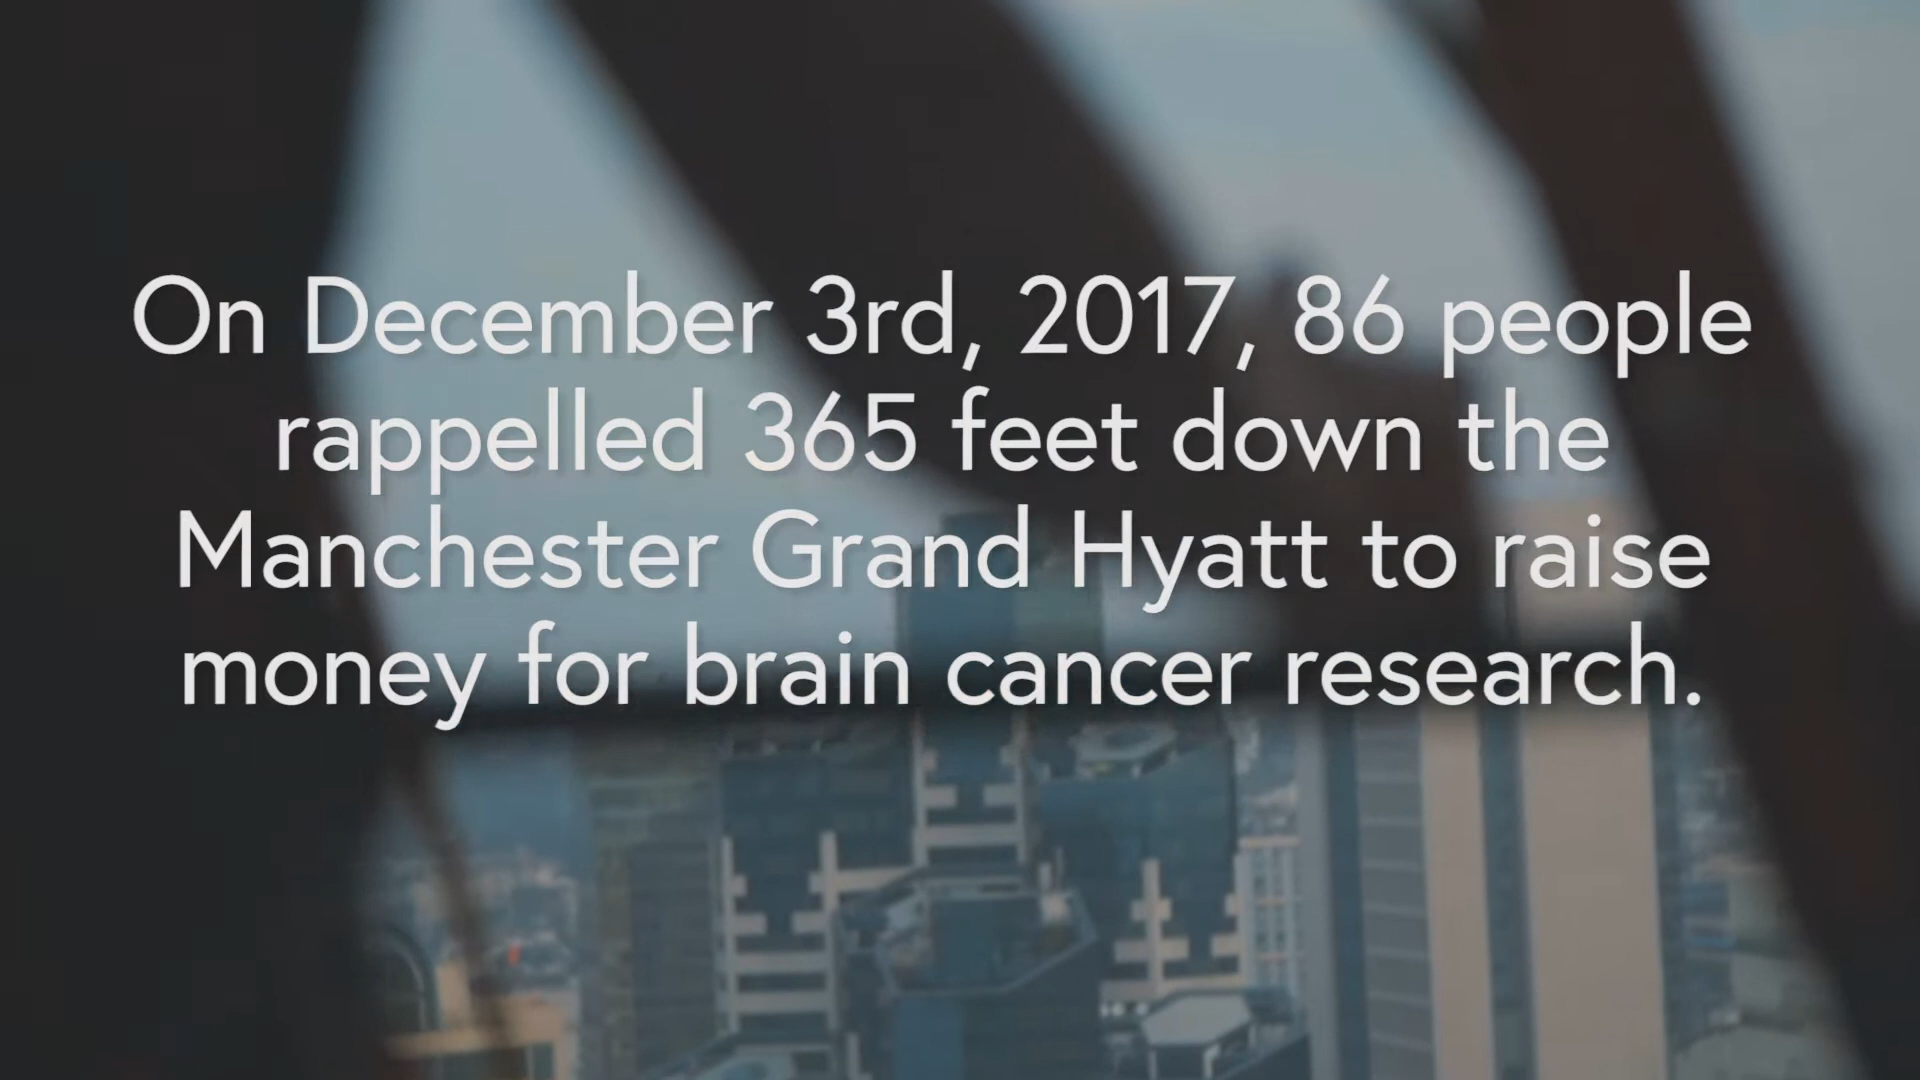 On December 3rd, 2017, 86 people
rappelled 365 feet down the
Manchester Grand Hyatt to raise
money for brain cancer research.